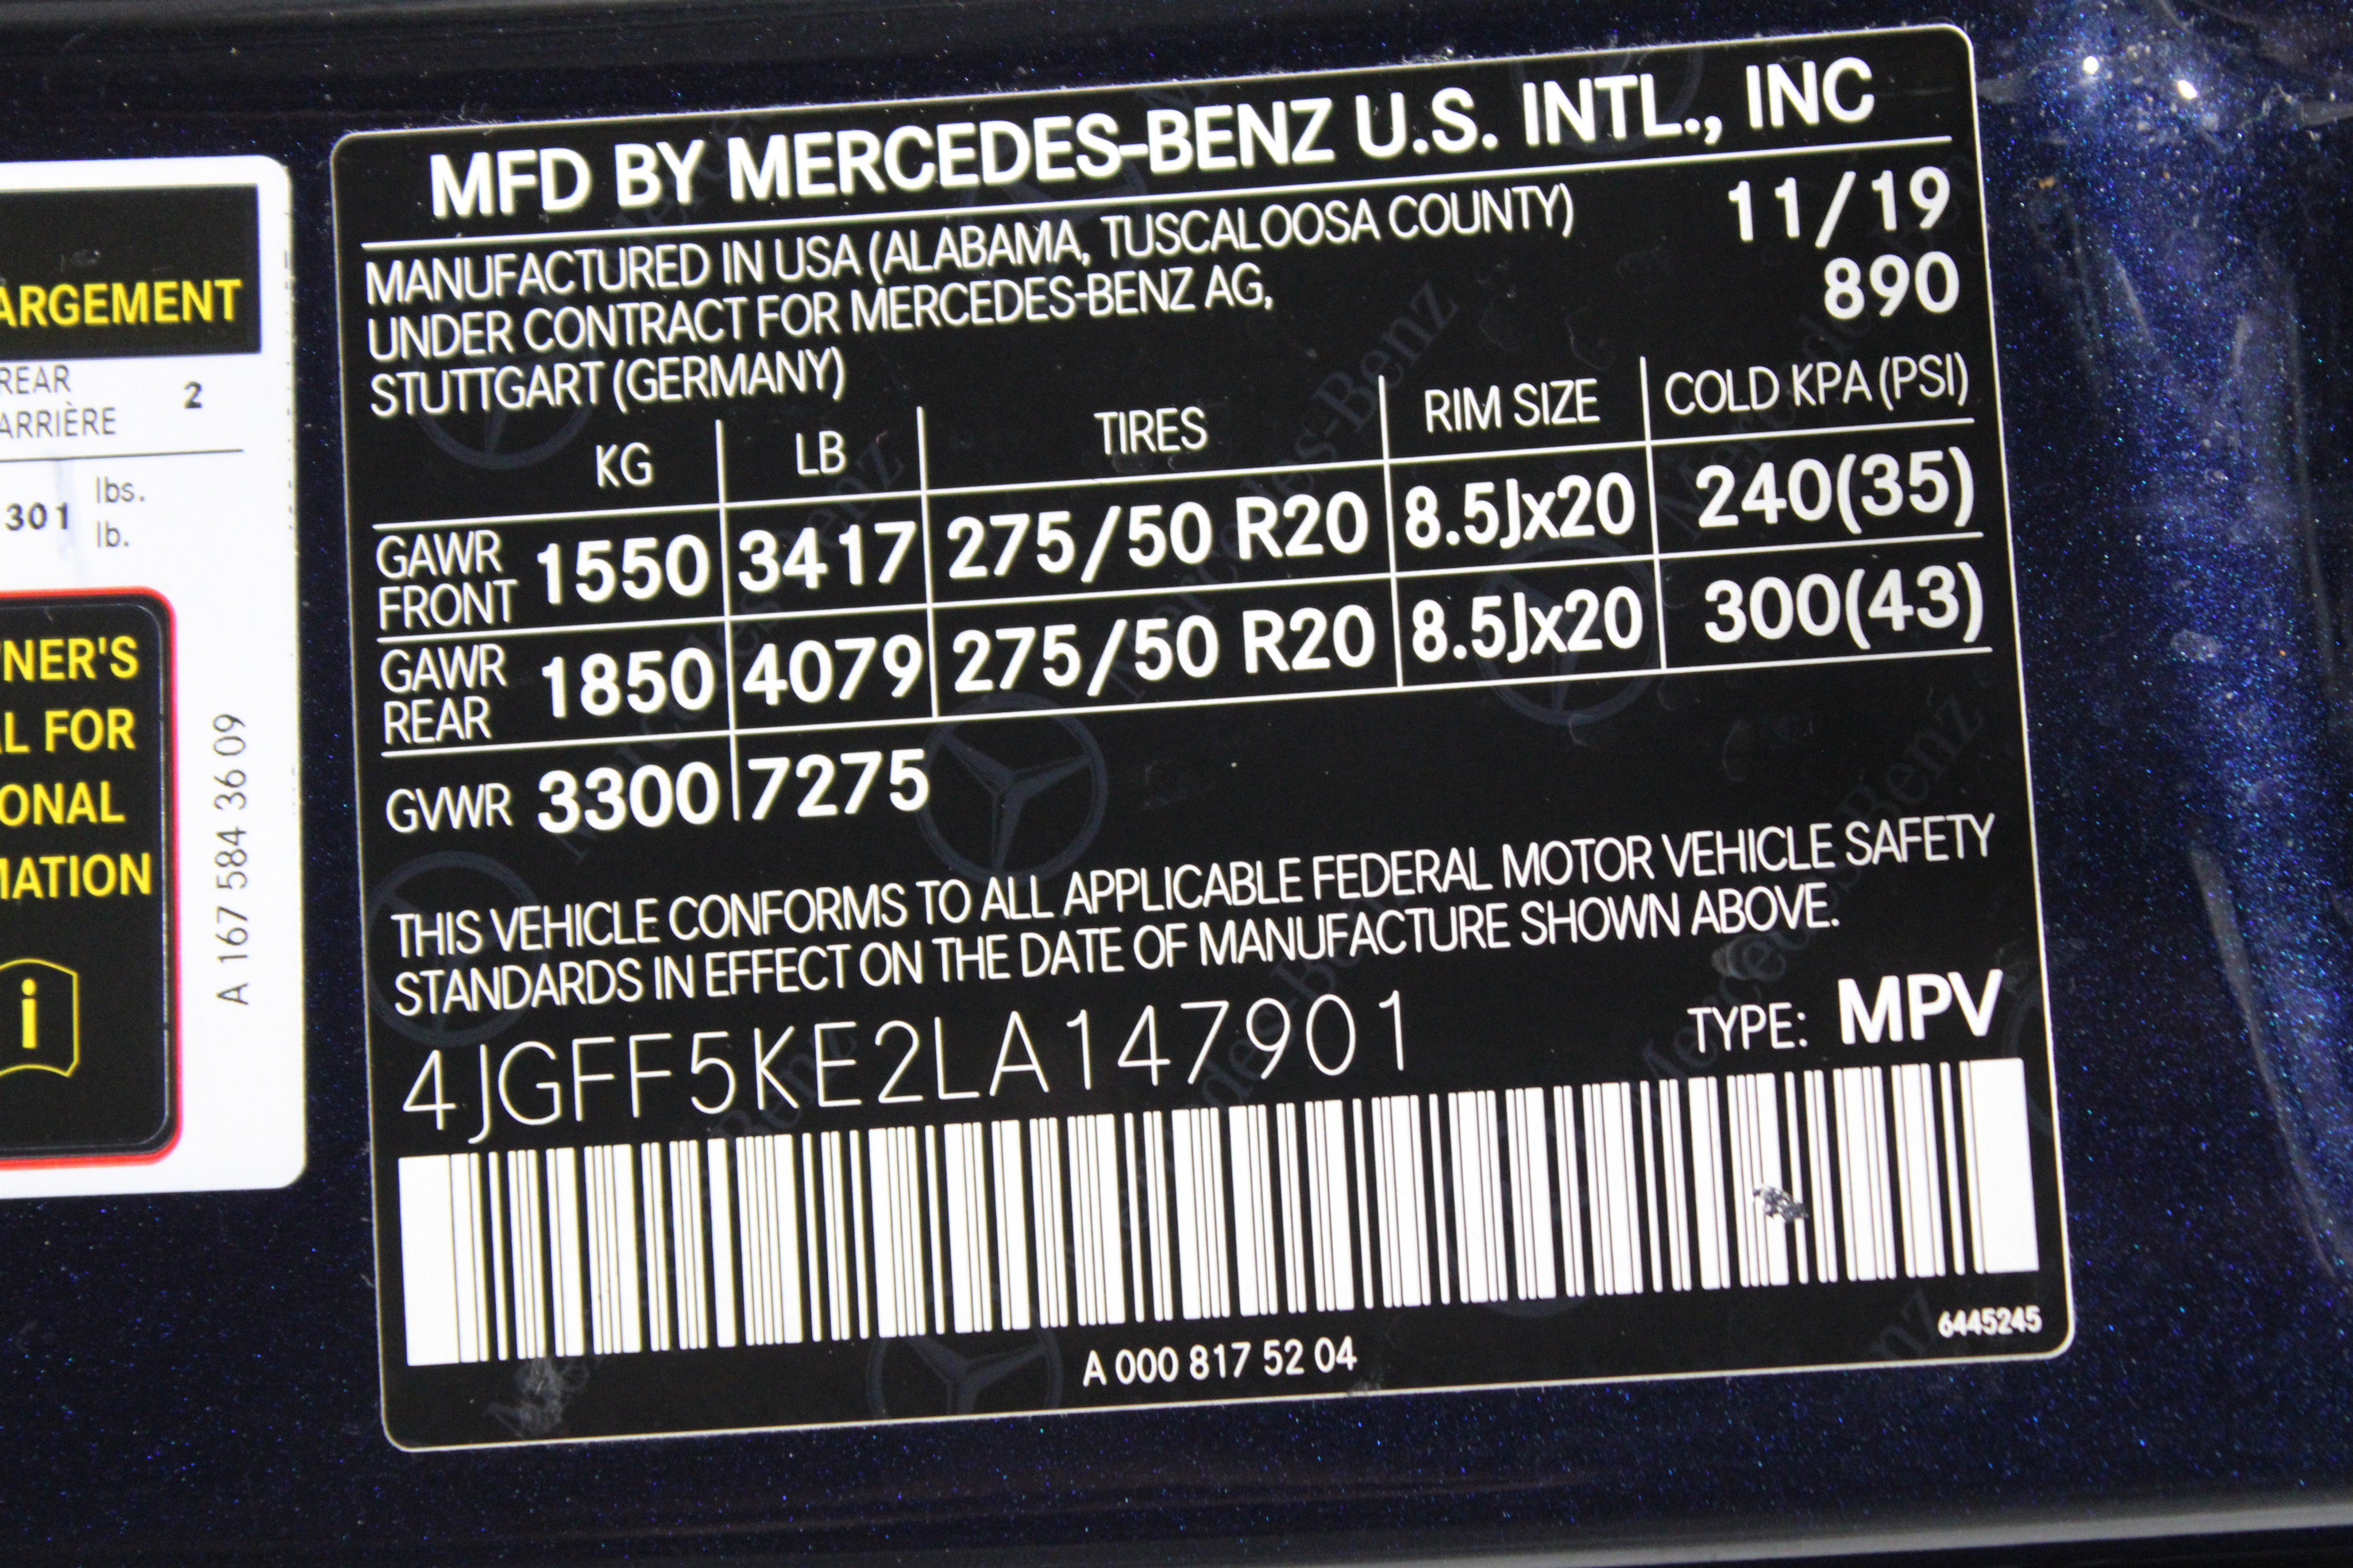 ARGEMENT
REAR
ARRIÈRE
2
301 lbs.
lb.
NER'S
L FOR
ONAL
MATION
i
A 167 584 36 09
MFD BY MERCEDES-BENZ U.S. INTL., INC
MANUFACTURED IN USA (ALABAMA, TUSCALOOSA COUNTY) 11/19
UNDER CONTRACT FOR MERCEDES-BENZ AG, 890
STUTTGART (GERMANY)
KG LB TIRES RIM SIZE COLD KPA (PSI)
GAWR FRONT 1550 3417 275/50 R20 8.5Jx20 240(35)
GAWR REAR 1850 4079 275/50 R20 8.5Jx20 300(43)
GVWR 3300 7275
THIS VEHICLE CONFORMS TO ALL APPLICABLE FEDERAL MOTOR VEHICLE SAFETY
STANDARDS IN EFFECT ON THE DATE OF MANUFACTURE SHOWN ABOVE.
4JGFF5KE2LA147901 TYPE: MPV
6445245
A 000 817 52 04